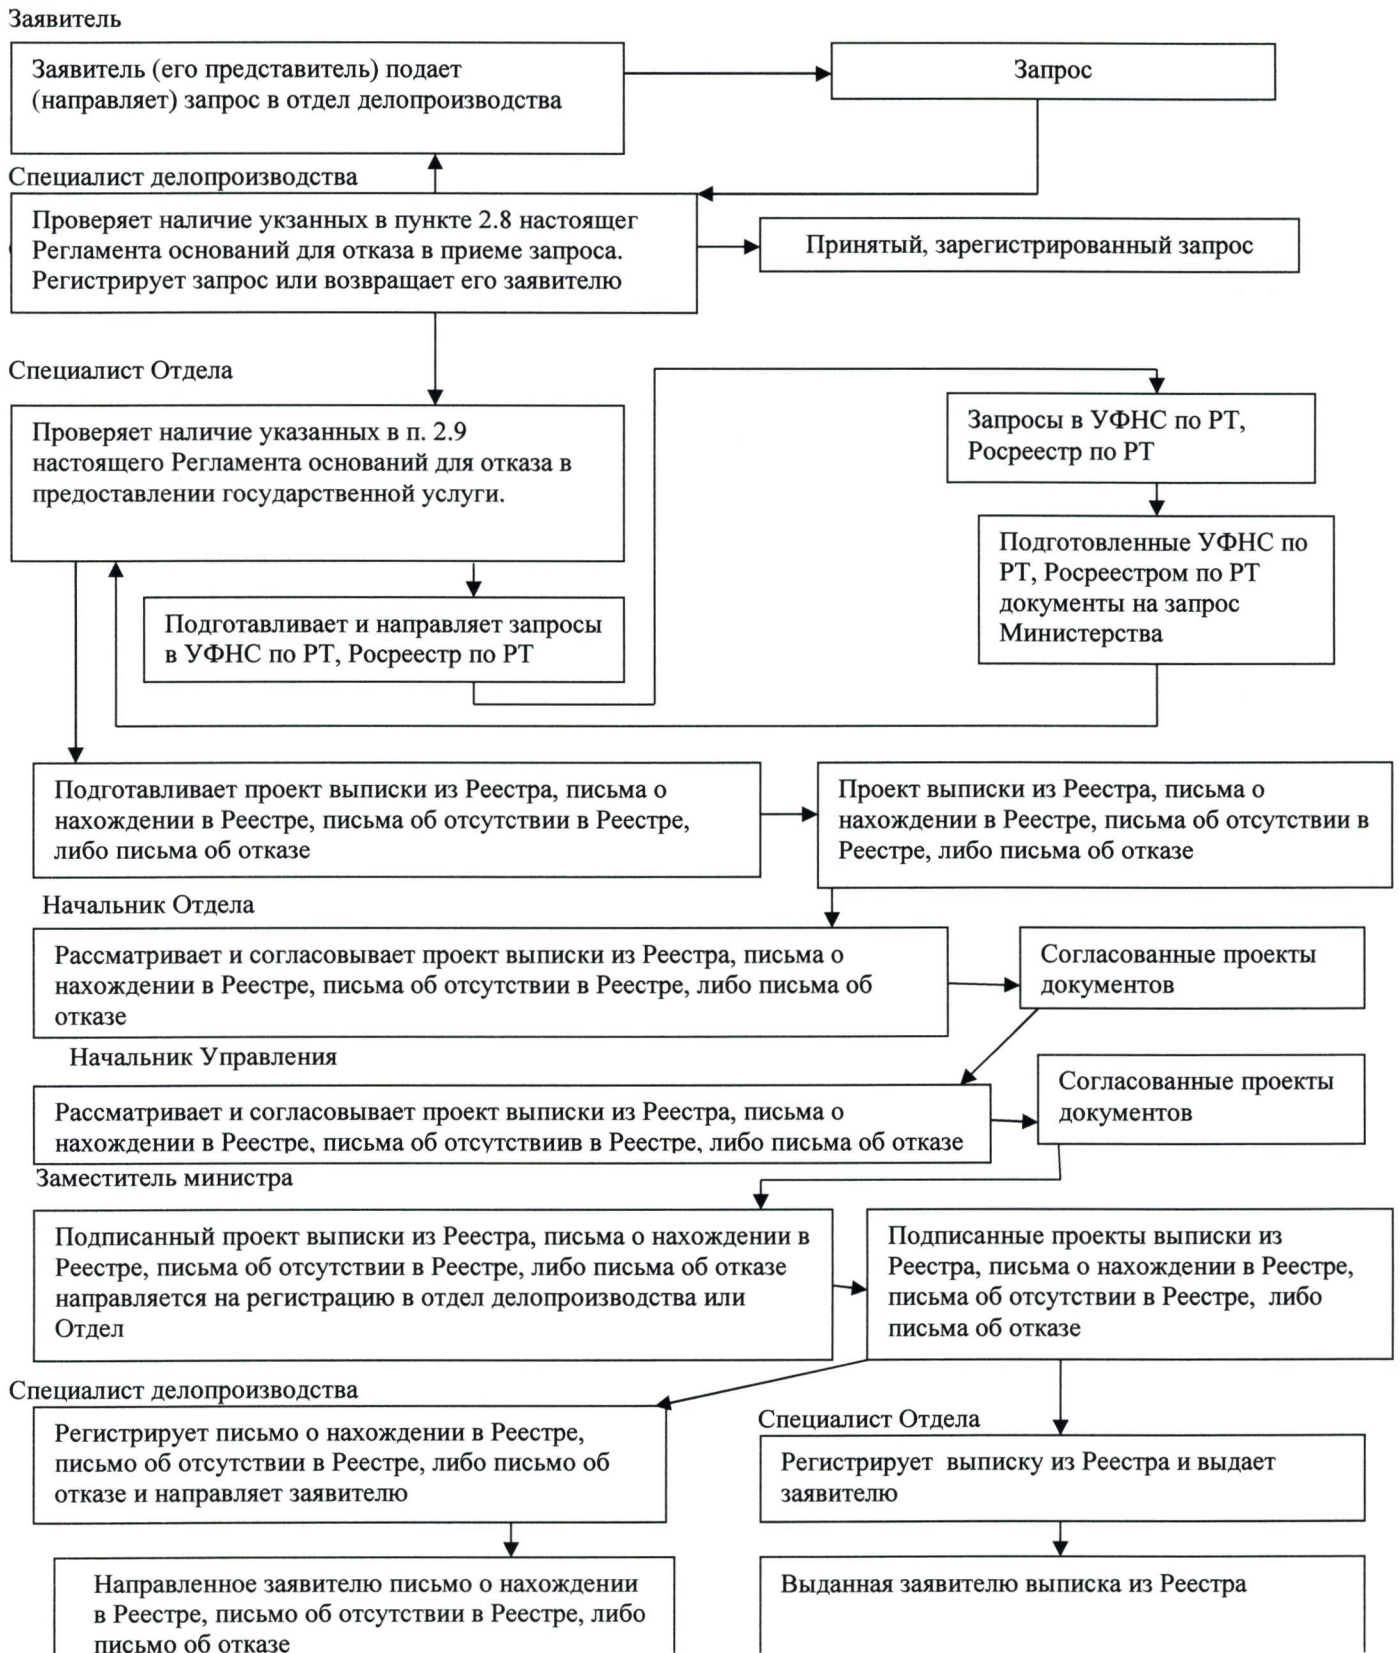 Заявитель
Заявитель (его представитель) подает
(направляет) запрос в отдел делопроизводства
Запрос
Специалист делопроизводства
Проверяет наличие укзанных в пункте 2.8 настоящег
Регламента оснований для отказа в приеме запроса.
Регистрирует запрос или возвращает его заявителю
Принятый, зарегистрированный запрос
Специалист Отдела
Проверяет наличие указанных в п. 2.9
настоящего Регламента оснований для отказа в
предоставлении государственной услуги.
Запросы в УФНС по РТ,
Росреестр по РТ
Подготовленные УФНС по
РТ, Росреестром по РТ
документы на запрос
Министерства
Подготавливает и направляет запросы
в УФНС по РТ, Росреестр по РТ
Подготавливает проект выписки из Реестра, письма о
нахождении в Реестре, письма об отсутствии в Реестре,
либо письма об отказе
Проект выписки из Реестра, письма о
нахождении в Реестре, письма об отсутствии в
Реестре, либо письма об отказе
Начальник Отдела
Рассматривает и согласовывает проект выписки из Реестра, письма о
нахождении в Реестре, письма об отсутствии в Реестре, либо письма об
отказе
Согласованные проекты
документов
Начальник Управления
Рассматривает и согласовывает проект выписки из Реестра, письма о
нахождении в Реестре, письма об отсутствиив в Реестре, либо письма об отказе
Согласованные проекты
документов
Заместитель министра
Подписанный проект выписки из Реестра, письма о нахождении в
Реестре, письма об отсутствии в Реестре, либо письма об отказе
направляется на регистрацию в отдел делопроизводства или
Отдел
Подписанные проекты выписки из
Реестра, письма о нахождении в Реестре,
письма об отсутствии в Реестре, либо
письма об отказе
Специалист делопроизводства
Регистрирует письмо о нахождении в Реестре,
письмо об отсутствии в Реестре, либо письмо об
отказе и направляет заявителю
Специалист Отдела
Регистрирует выписку из Реестра и выдает
заявителю
Направленное заявителю письмо о нахождении
в Реестре, письмо об отсутствии в Реестре, либо
письмо об отказе
Выданная заявителю выписка из Реестра